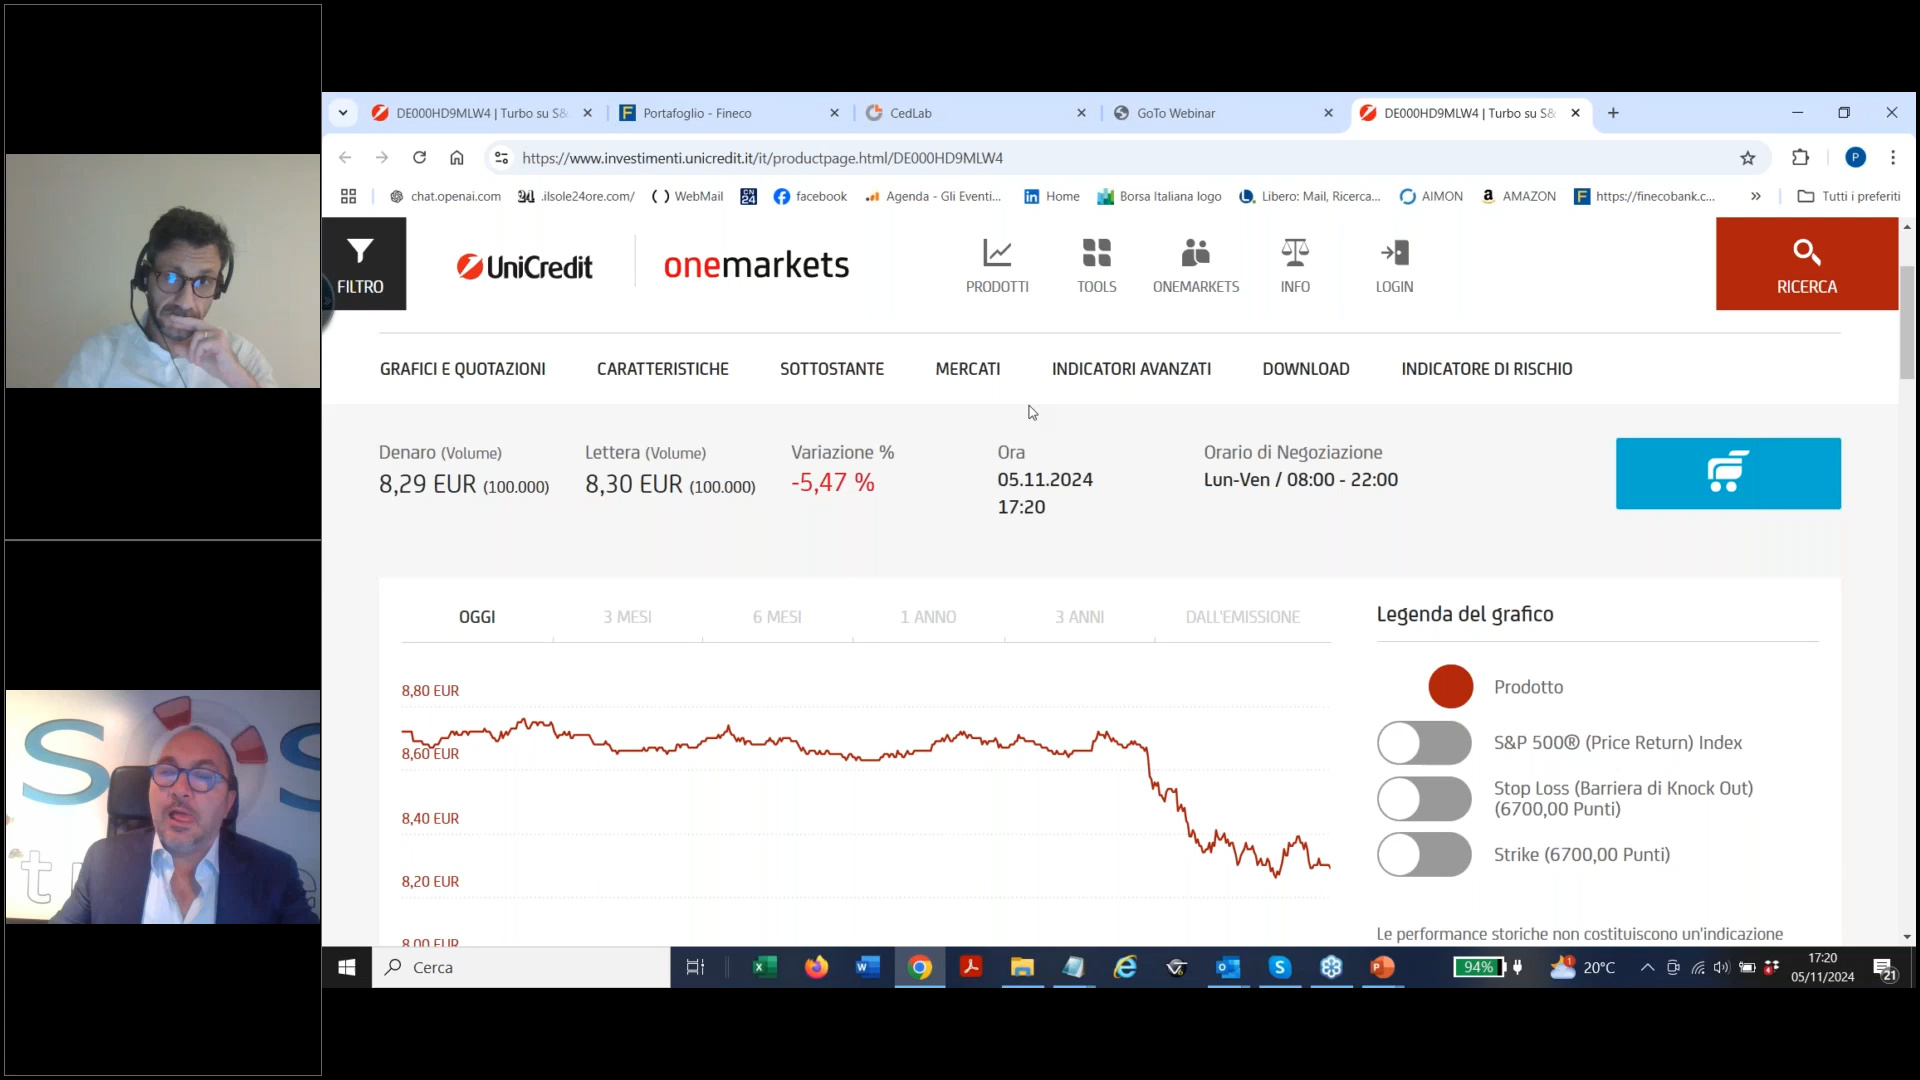 DE000HD9MLW4 | Turbo su S&
Portafoglio - Fineco
CedLab
GoTo Webinar
DE000HD9MLW4 | Turbo su S&
https://www.investimenti.unicredit.it/it/productpage.html/DE000HD9MLW4
P
chat.openai.com
24
.ilsole24ore.com/
WebMail
CN 24
facebook
Agenda - Gli Eventi...
Home
Borsa Italiana logo
Libero: Mail, Ricerca...
AIMON
AMAZON
https://finecobank.c...
Tutti i preferiti
FILTRO
UniCredit
onemarkets
PRODOTTI
TOOLS
ONEMARKETS
INFO
LOGIN
RICERCA
GRAFICI E QUOTAZIONI
CARATTERISTICHE
SOTTOSTANTE
MERCATI
INDICATORI AVANZATI
DOWNLOAD
INDICATORE DI RISCHIO
Denaro (Volume)
8,29 EUR (100.000)
Lettera (Volume)
8,30 EUR (100.000)
Variazione %
-5,47 %
Ora
05.11.2024
17:20
Orario di Negoziazione
Lun-Ven / 08:00 - 22:00
OGGI
3 MESI
6 MESI
1 ANNO
3 ANNI
DALL'EMISSIONE
8,80 EUR
8,60 EUR
8,40 EUR
8,20 EUR
8,00 EUR
Legenda del grafico
Prodotto
S&P 500® (Price Return) Index
Stop Loss (Barriera di Knock Out)
(6700,00 Punti)
Strike (6700,00 Punti)
Le performance storiche non costituiscono un'indicazione
S S
t
Cerca
94%
1
20°C
17:20
05/11/2024
21